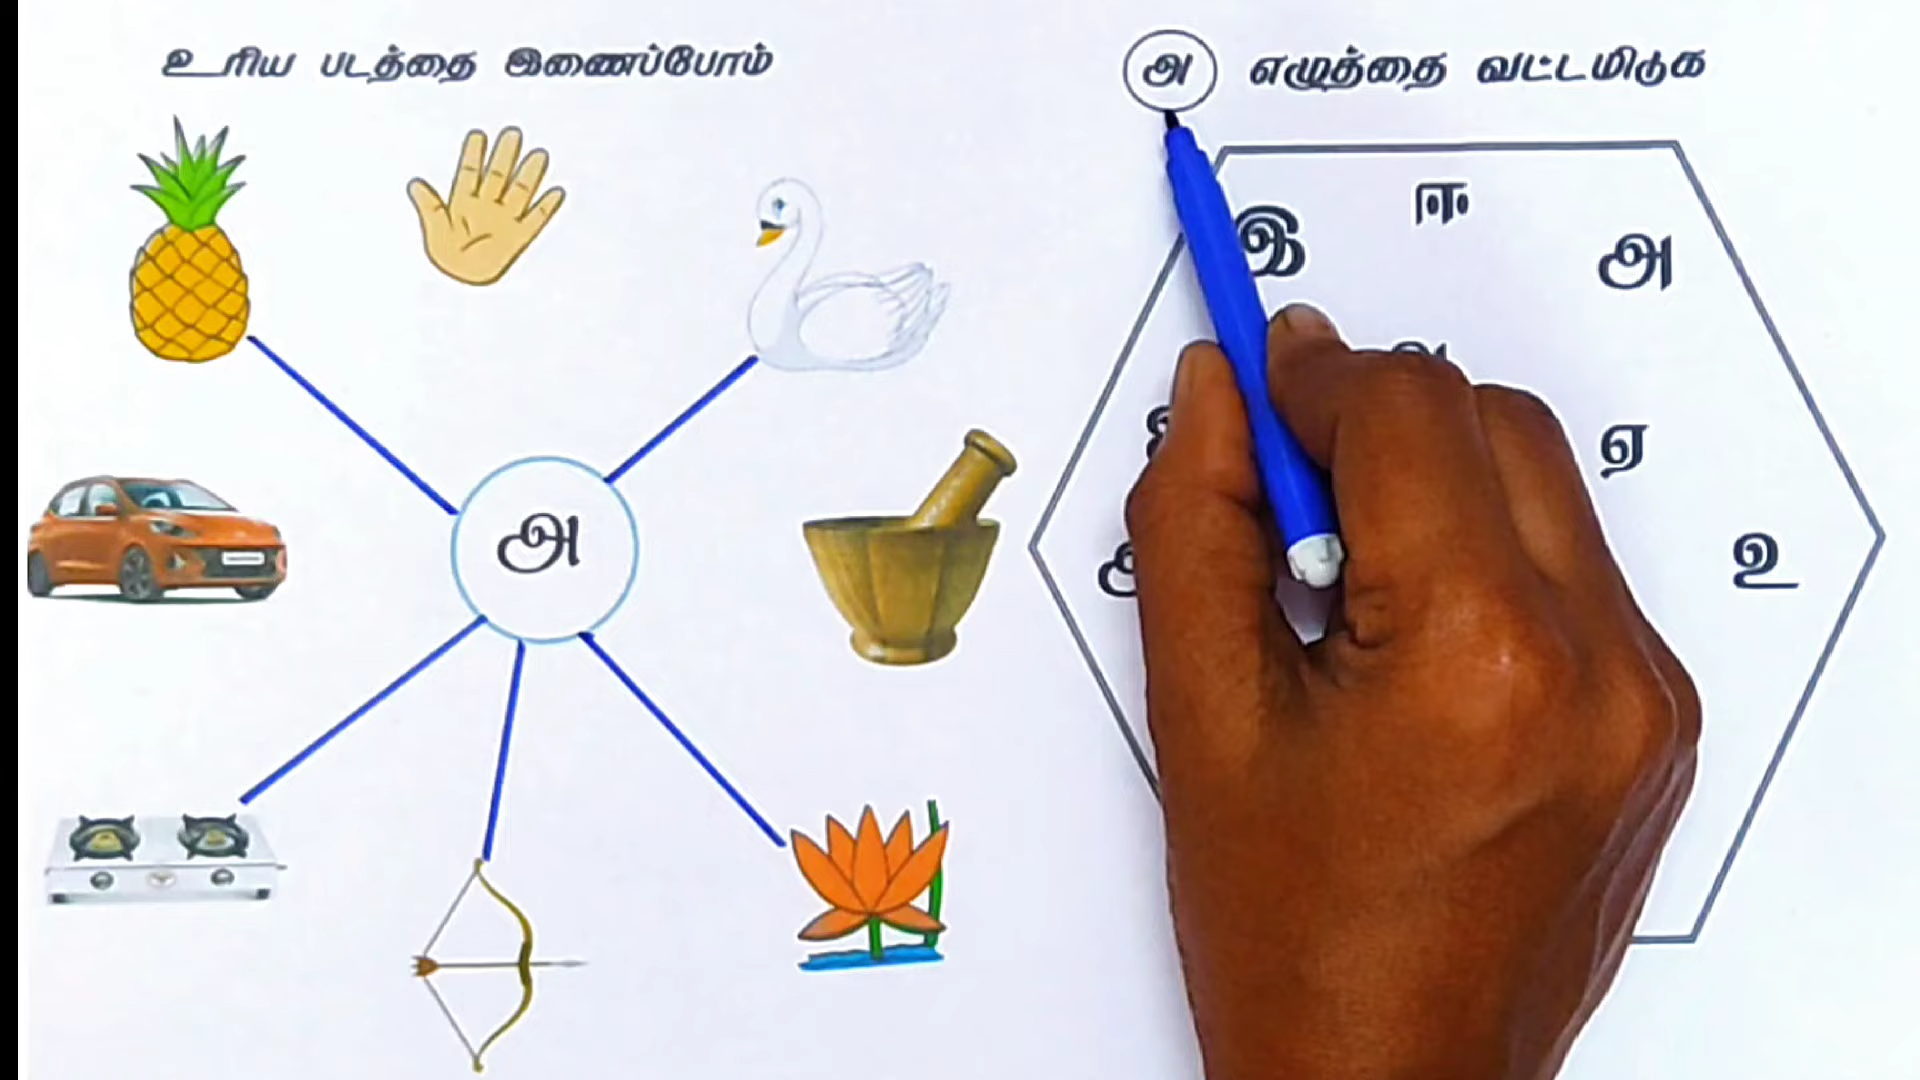 உரிய படத்தை இணைப்போம்
அ
அ எழுத்தை வட்டமிடுக
இ ஈ அ
ஏ
உ